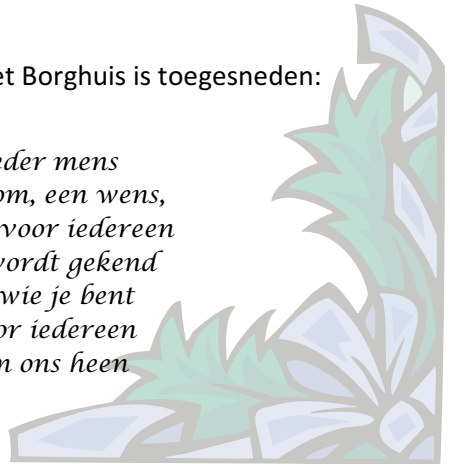 et Borghuis is toegesneden:
eder mens
om, een wens,
voor iedereen
wordt gekend
wie je bent
or iedereen
n ons heen